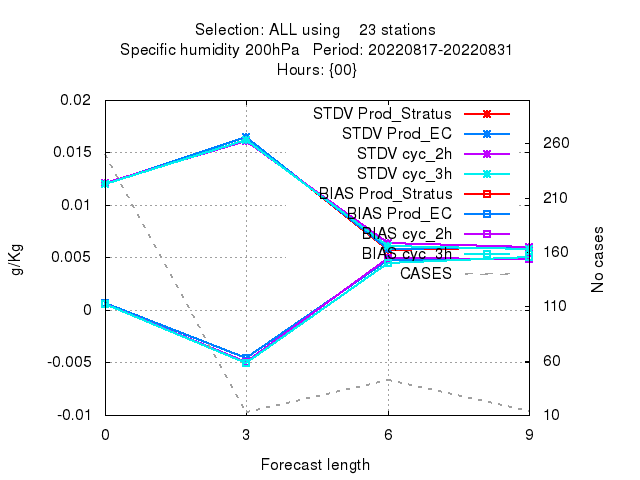 Selection: ALL using 23 stations
Specific humidity 200hPa Period: 20220817-20220831
Hours: {00}
0.02
0.015
0.01
0.005
0
-0.005
-0.01
g/Kg
STDV Prod_Stratus
STDV Prod_EC
STDV cyc_2h
STDV cyc_3h
BIAS Prod_Stratus
BIAS Prod_EC
BIAS cyc_2h
BIAS cyc_3h
CASES
260
210
160
110
60
10
No cases
0 3 6 9
Forecast length